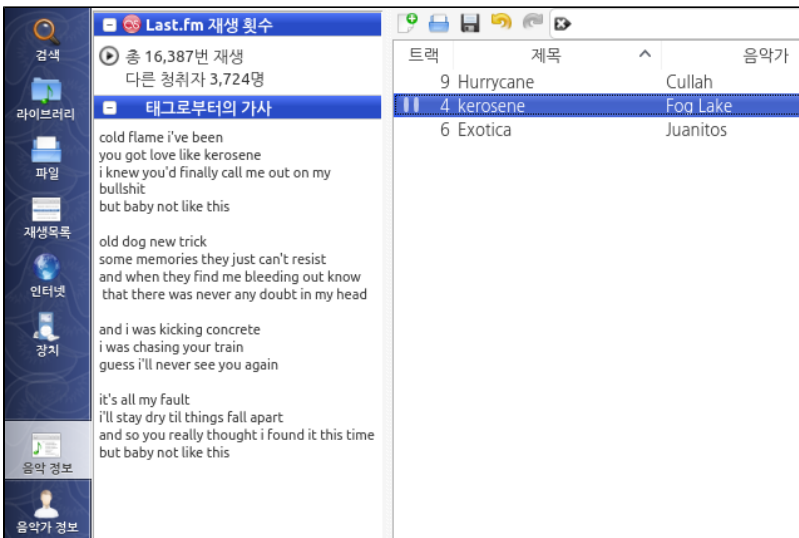 검색
라이브러리
파일
재생목록
인터넷
장치
음악 정보
음악가 정보
Last.fm 재생 횟수
총 16,387번 재생
다른 청취자 3,724명
태그로부터의 가사
cold flame i've been
you got love like kerosene
i knew you'd finally call me out on my
bullshit
but baby not like this
old dog new trick
some memories they just can't resist
and when they find me bleeding out know
that there was never any doubt in my head
and i was kicking concrete
i was chasing your train
guess i'll never see you again
it's all my fault
i'll stay dry til things fall apart
and so you really thought i found it this time
but baby not like this
트랙 제목 음악가
9 Hurrycane Cullah
4 kerosene Fog Lake
6 Exotica Juanitos